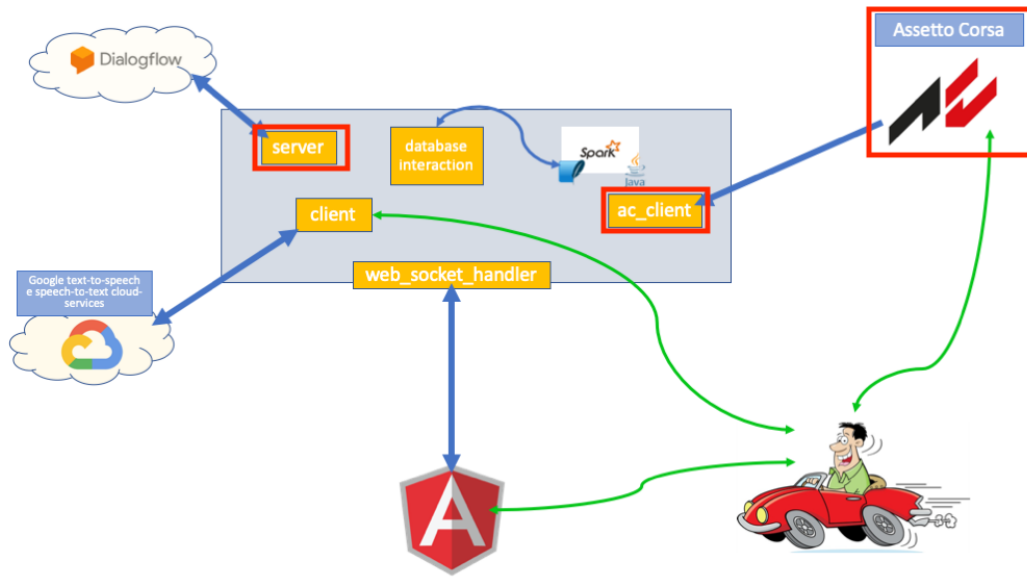 Assetto Corsa
Dialogflow
server
database
interaction
Spark
Java
ac_client
client
web_socket_handler
Google text-to-speech
e speech-to-text cloud-
services
A